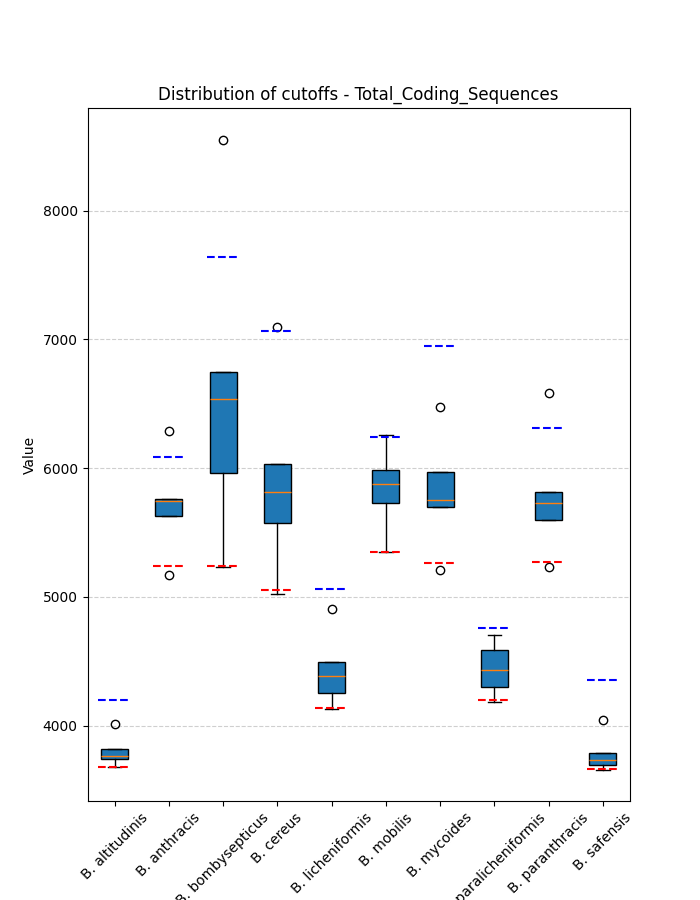 Distribution of cutoffs - Total_Coding_Sequences
Value
8000
7000
6000
5000
4000
B. altitudinis
B. anthracis
B. bombysepticus
B. cereus
B. licheniformis
B. mobilis
B. mycoides
paralicheniformis
B. paranthracis
B. safensis